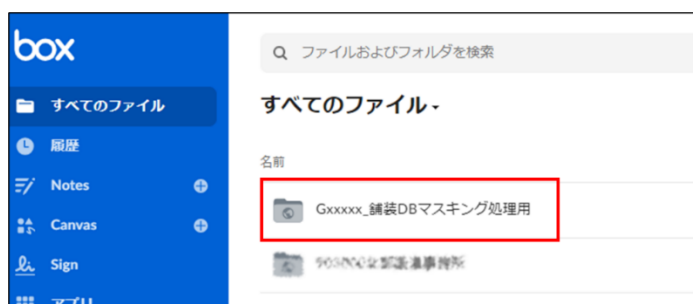 box
ファイルおよびフォルダを検索
すべてのファイル
すべてのファイル
履歴
名前
Notes
Gxxxxx_舗装DBマスキング処理用
Canvas
Sign
アプリ